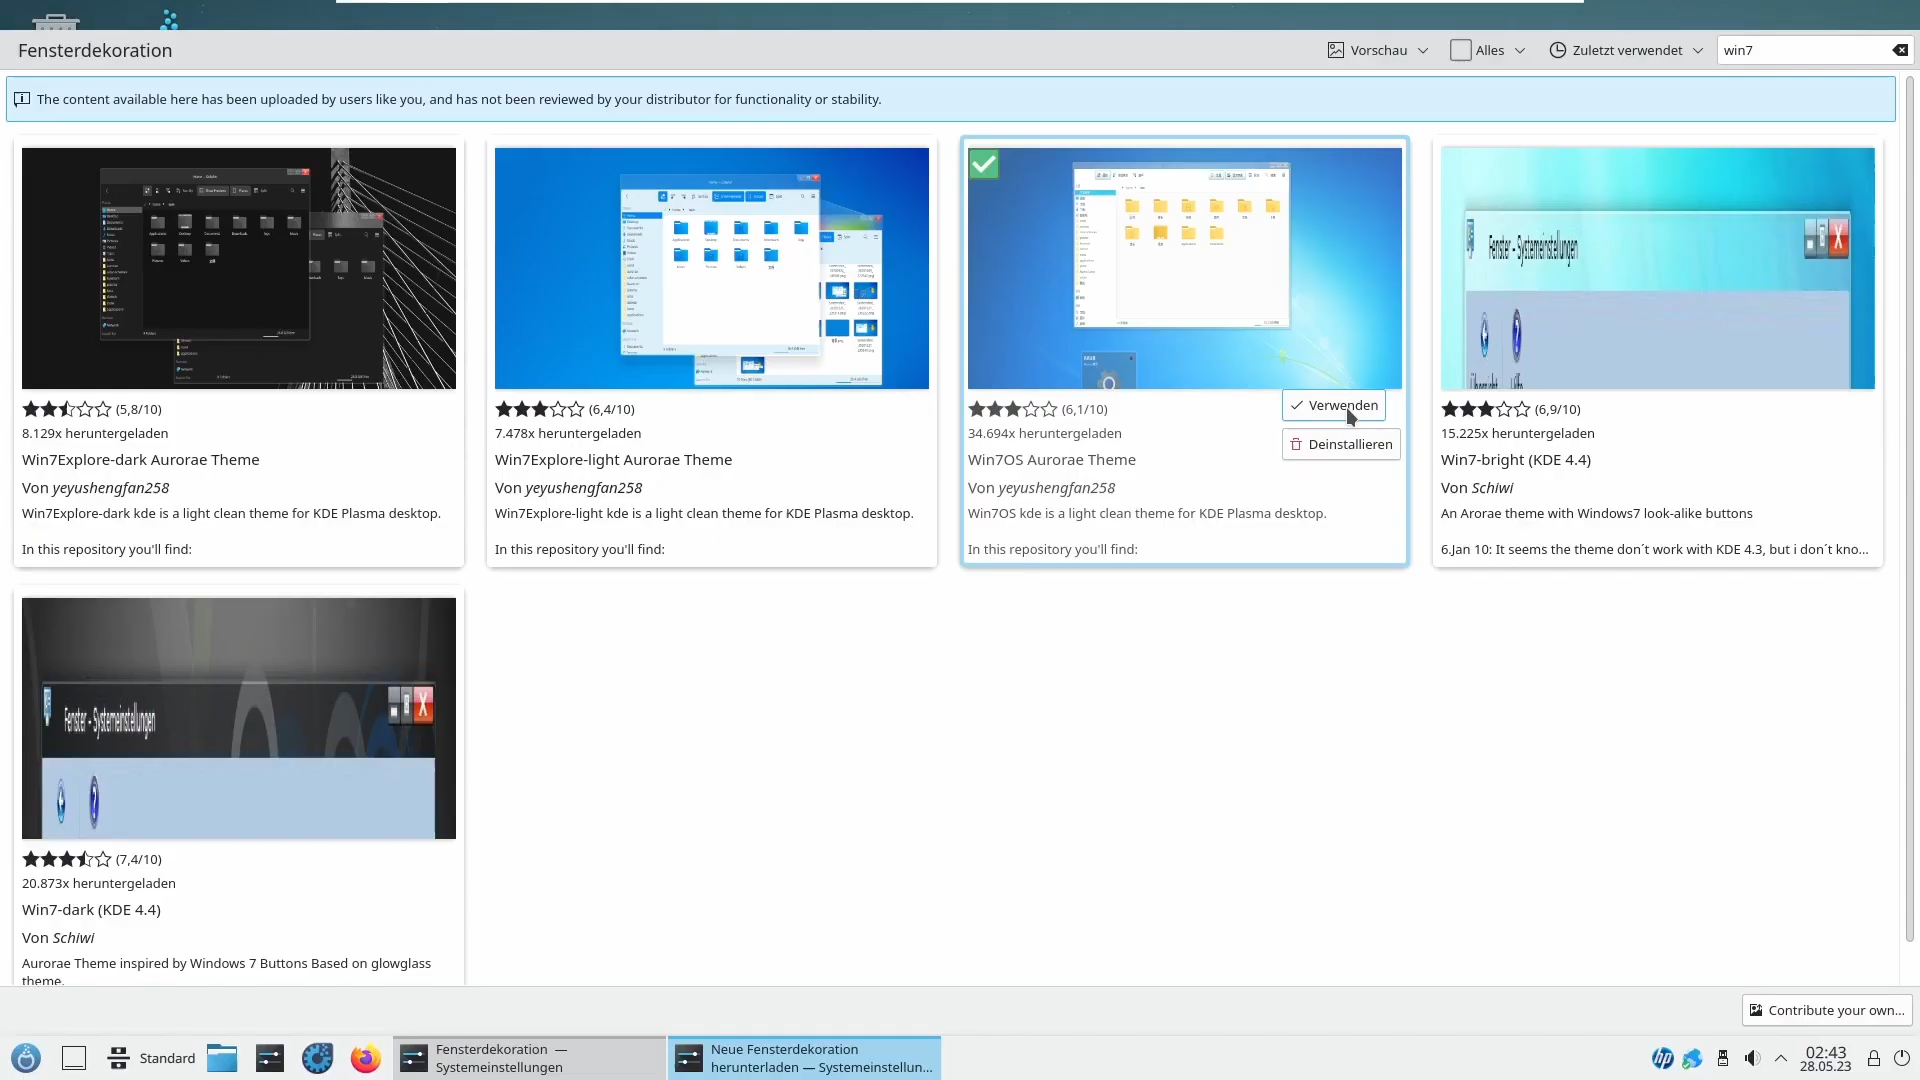 Fensterdekoration
Vorschau
Alles
Zuletzt verwendet
win7
The content available here has been uploaded by users like you, and has not been reviewed by your distributor for functionality or stability.
(5,8/10)
8.129x heruntergeladen
Win7Explore-dark Aurorae Theme
Von yeyushengfan258
Win7Explore-dark kde is a light clean theme for KDE Plasma desktop.
In this repository you'll find:
(6,4/10)
7.478x heruntergeladen
Win7Explore-light Aurorae Theme
Von yeyushengfan258
Win7Explore-light kde is a light clean theme for KDE Plasma desktop.
In this repository you'll find:
(6,1/10)
Verwenden
34.694x heruntergeladen
Deinstallieren
Win7OS Aurorae Theme
Von yeyushengfan258
Win7OS kde is a light clean theme for KDE Plasma desktop.
In this repository you'll find:
Fenster – Systemeinstellungen
(6,9/10)
15.225x heruntergeladen
Win7-bright (KDE 4.4)
Von Schiwi
An Arorae theme with Windows7 look-alike buttons
6.Jan 10: It seems the theme don´t work with KDE 4.3, but i don´t kno...
Fenster – Systemeinstellungen
(7,4/10)
20.873x heruntergeladen
Win7-dark (KDE 4.4)
Von Schiwi
Aurorae Theme inspired by Windows 7 Buttons Based on glowglass
theme.
Contribute your own...
Standard
Fensterdekoration —
Systemeinstellungen
Neue Fensterdekoration
herunterladen — Systemeinstellun...
hp
02:43
28.05.23